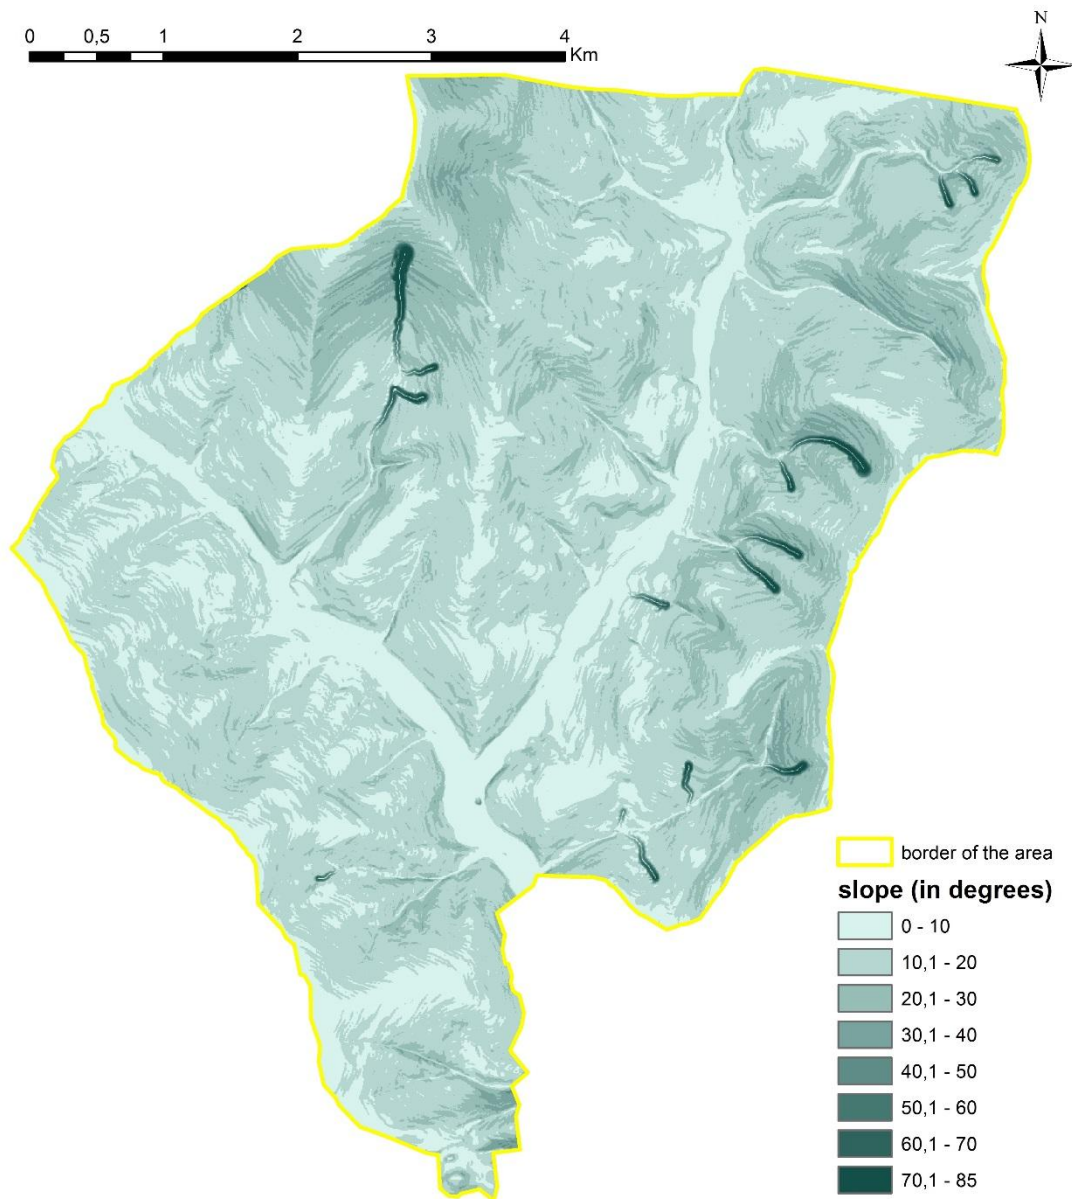 N
0 0,5 1 2 3 4
Km
border of the area
slope (in degrees)
0 - 10
10,1 - 20
20,1 - 30
30,1 - 40
40,1 - 50
50,1 - 60
60,1 - 70
70,1 - 85